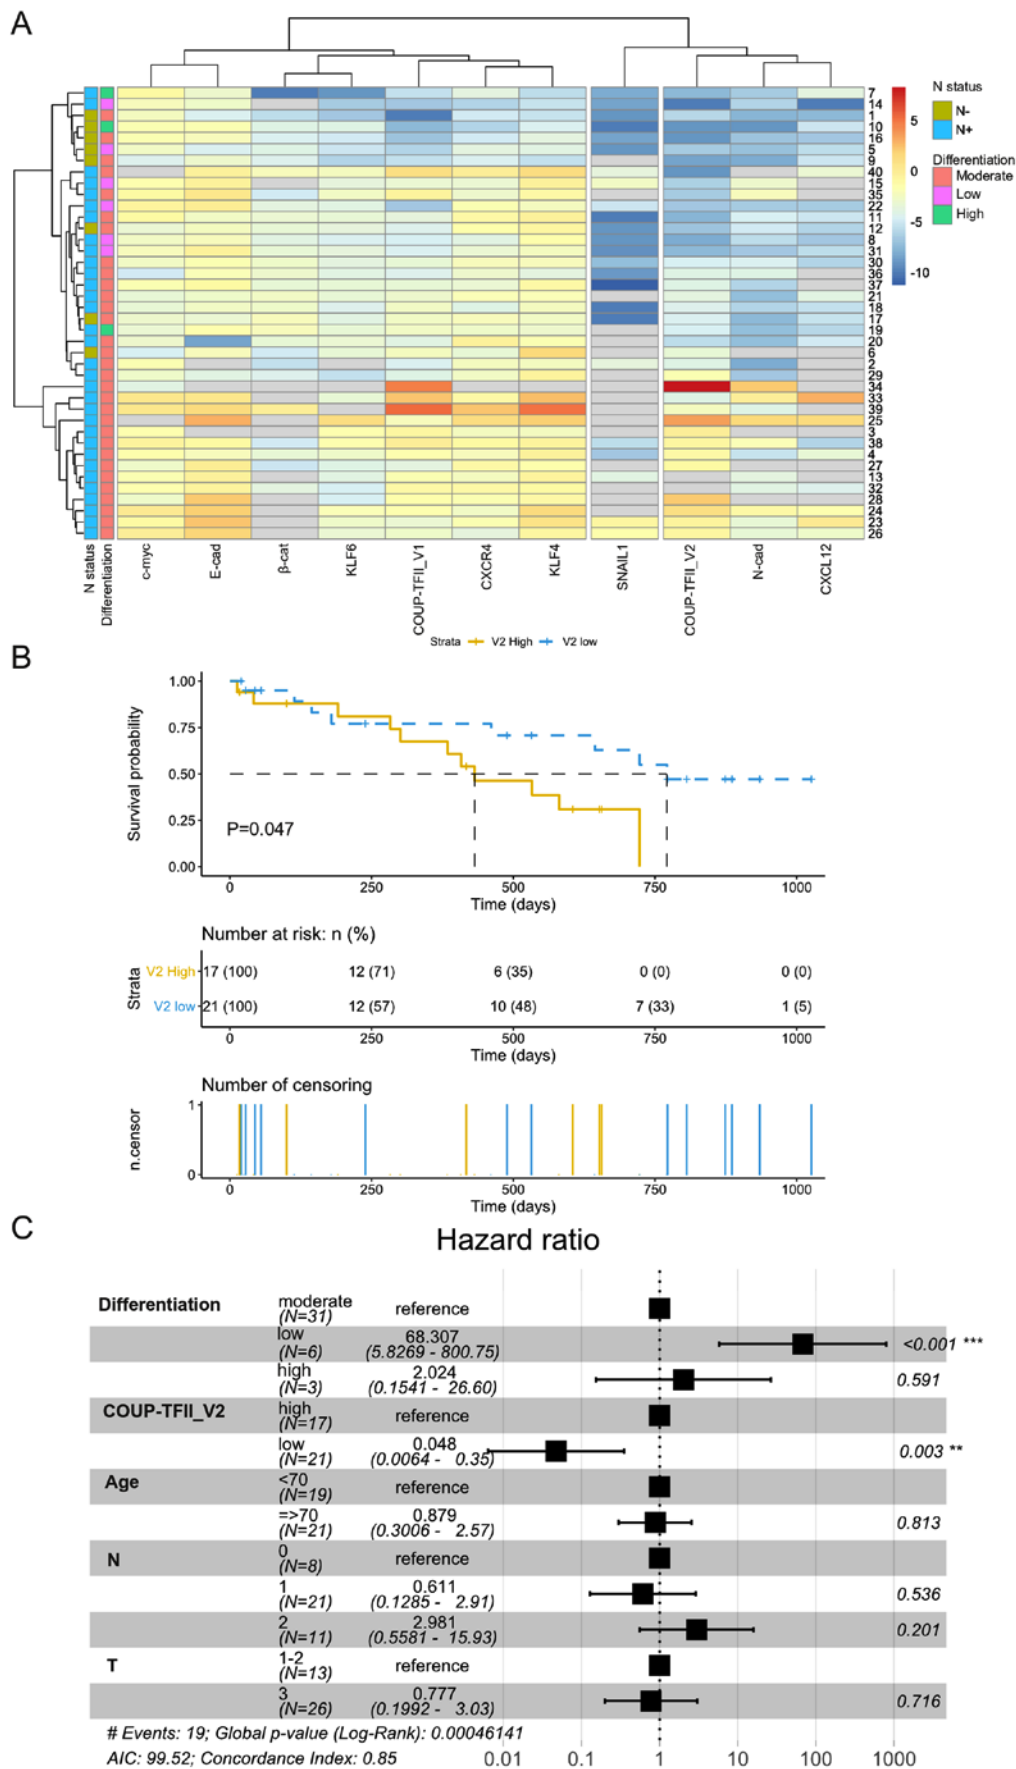 A
7
14
1
10
16
5
9
40
15
35
22
11
12
8
31
30
36
37
21
18
17
19
20
6
2
29
34
33
39
25
3
38
4
27
13
32
28
24
23
26
5
0
-5
-10
N status
N-
N+
Differentiation
Moderate
Low
High
N status
Differentiation
c-myc
E-cad
β-cat
KLF6
COUP-TFII_V1
CXCR4
KLF4
SNAIL1
COUP-TFII_V2
N-cad
CXCL12
B
Strata V2 High V2 low
Survival probability
1.00
0.75
0.50
0.25
0.00
P=0.047
0 250 500 750 1000
Time (days)
Number at risk: n (%)
Strata
V2 High 17 (100) 12 (71) 6 (35) 0 (0) 0 (0)
V2 low 21 (100) 12 (57) 10 (48) 7 (33) 1 (5)
0 250 500 750 1000
Time (days)
Number of censoring
n.censor
1
0
0 250 500 750 1000
Time (days)
C
Hazard ratio
Differentiation moderate (N=31) reference
low (N=6) 68.307 (5.8269 - 800.75) <0.001 ***
high (N=3) 2.024 (0.1541 - 26.60) 0.591
COUP-TFII_V2 high (N=17) reference
low (N=21) 0.048 (0.0064 - 0.35) 0.003 **
Age <70 (N=19) reference
=>70 (N=21) 0.879 (0.3006 - 2.57) 0.813
N 0 (N=8) reference
1 (N=21) 0.611 (0.1285 - 2.91) 0.536
2 (N=11) 2.981 (0.5581 - 15.93) 0.201
T 1-2 (N=13) reference
3 (N=26) 0.777 (0.1992 - 3.03) 0.716
# Events: 19; Global p-value (Log-Rank): 0.00046141
AIC: 99.52; Concordance Index: 0.85
0.01 0.1 1 10 100 1000